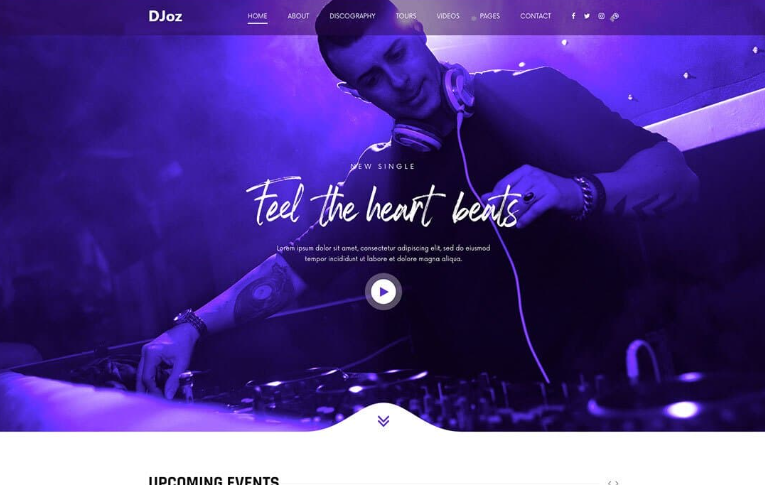 DJoz
HOME ABOUT DISCOGRAPHY TOURS VIDEOS PAGES CONTACT
NEW SINGLE
Feel the heart beats
Lorem ipsum dolor sit amet, consectetur adipiscing elit, sed do eiusmod
tempor incididunt ut labore et dolore magna aliqua.
UPCOMING EVENTS